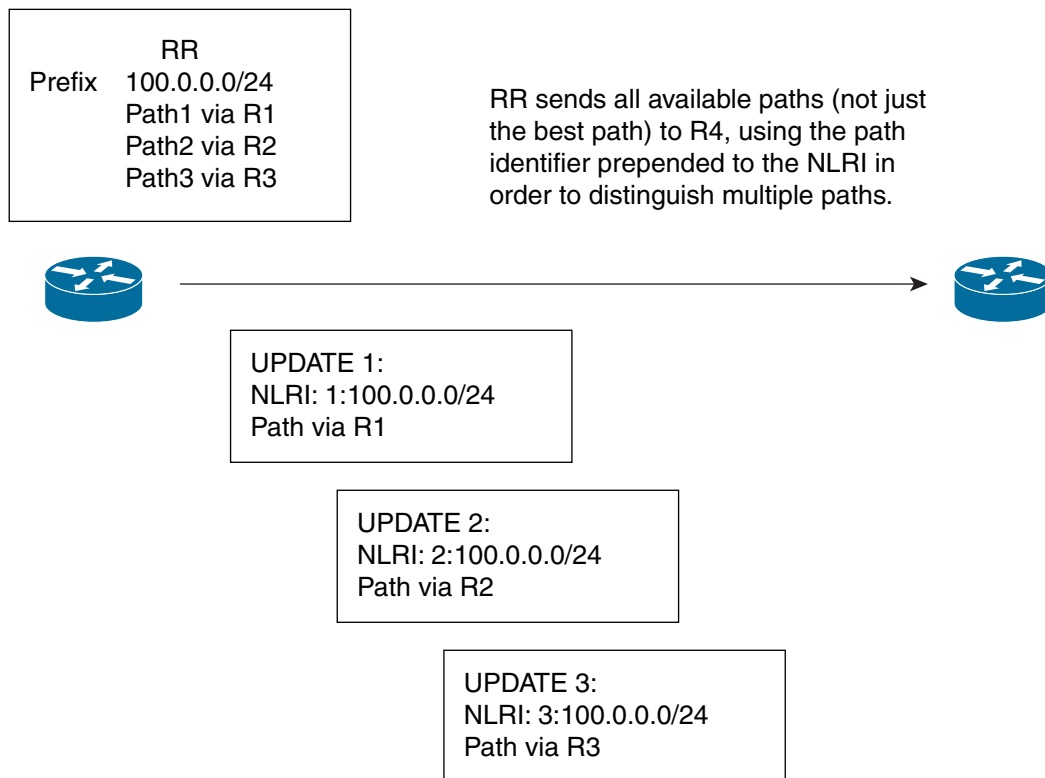 RR
Prefix 100.0.0.0/24
Path1 via R1
Path2 via R2
Path3 via R3
RR sends all available paths (not just
the best path) to R4, using the path
identifier prepended to the NLRI in
order to distinguish multiple paths.
UPDATE 1:
NLRI: 1:100.0.0.0/24
Path via R1
UPDATE 2:
NLRI: 2:100.0.0.0/24
Path via R2
UPDATE 3:
NLRI: 3:100.0.0.0/24
Path via R3